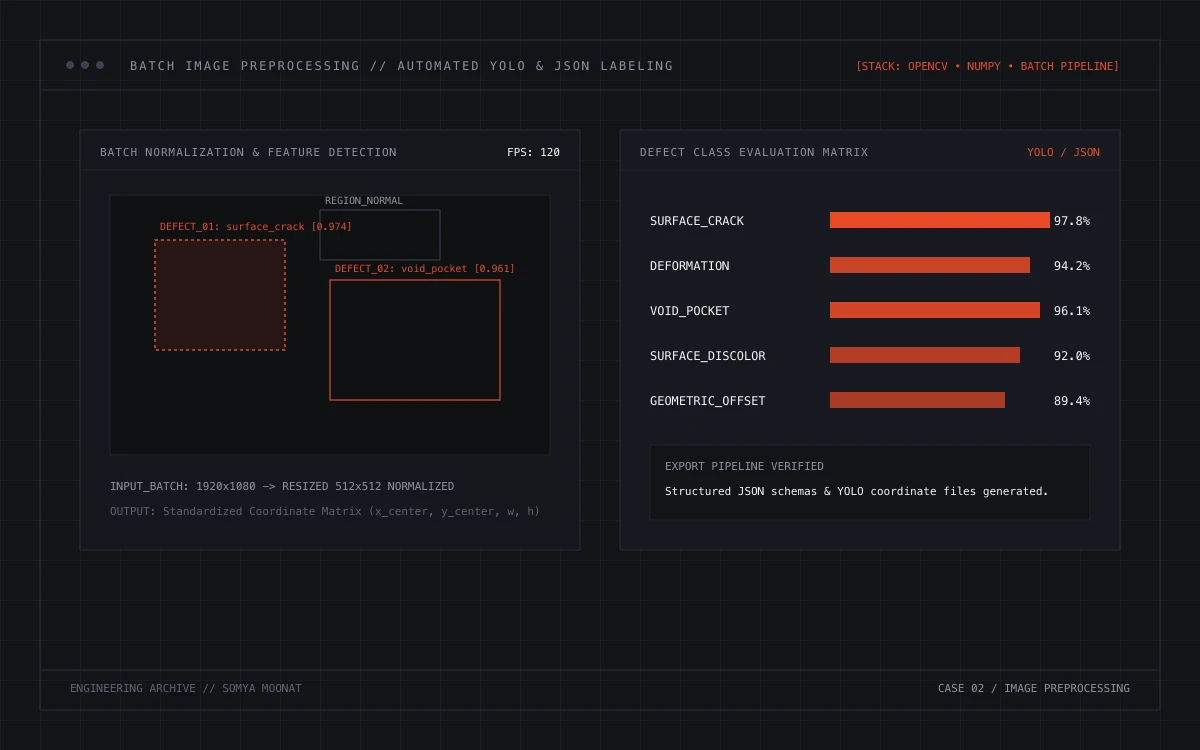 BATCH IMAGE PREPROCESSING // AUTOMATED YOLO & JSON LABELING
[STACK: OPENCV • NUMPY • BATCH PIPELINE]
BATCH NORMALIZATION & FEATURE DETECTION
FPS: 120
REGION_NORMAL
DEFECT_01: surface_crack [0.974]
DEFECT_02: void_pocket [0.961]
INPUT_BATCH: 1920x1080 —> RESIZED 512x512 NORMALIZED
OUTPUT: Standardized Coordinate Matrix (x_center, y_center, w, h)
DEFECT CLASS EVALUATION MATRIX
YOLO / JSON
SURFACE_CRACK 97.8%
DEFORMATION 94.2%
VOID_POCKET 96.1%
SURFACE_DISCOLOR 92.0%
GEOMETRIC_OFFSET 89.4%
EXPORT PIPELINE VERIFIED
Structured JSON schemas & YOLO coordinate files generated.
ENGINEERING ARCHIVE // SOMYA MOONAT
CASE 02 / IMAGE PREPROCESSING